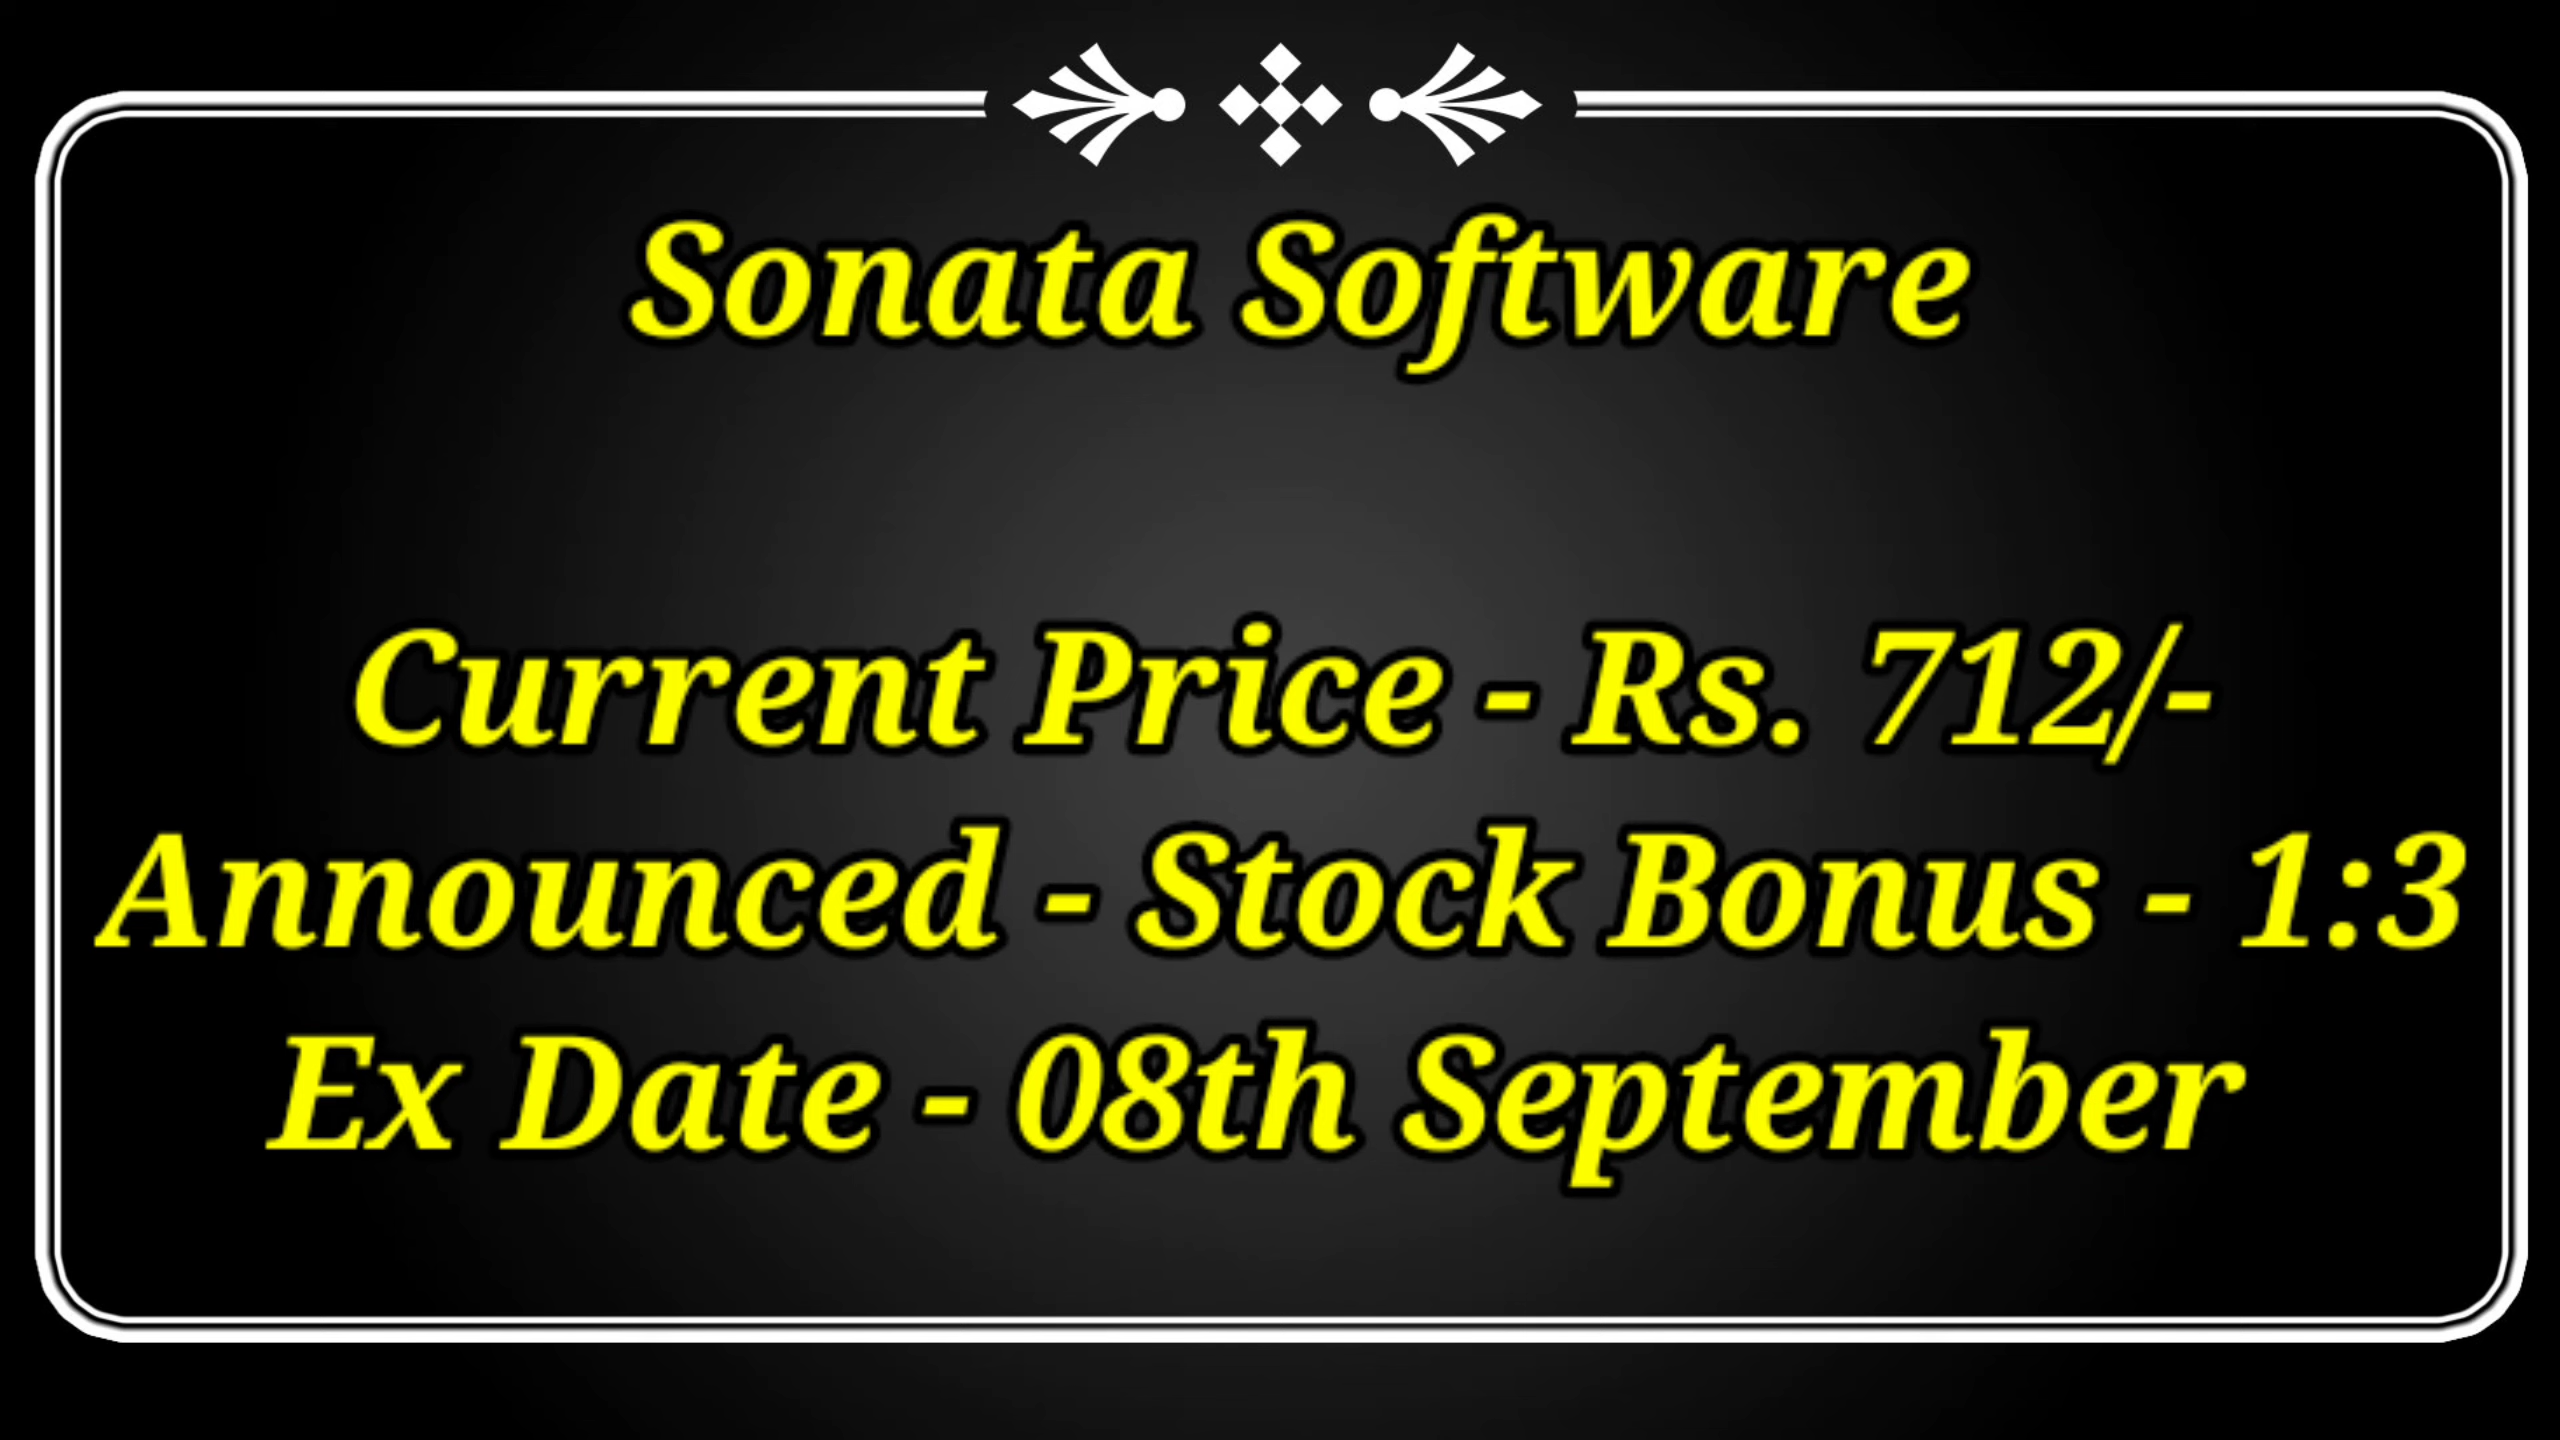 Sonata Software
Current Price - Rs. 712/-
Announced - Stock Bonus - 1:3
Ex Date - 08th September